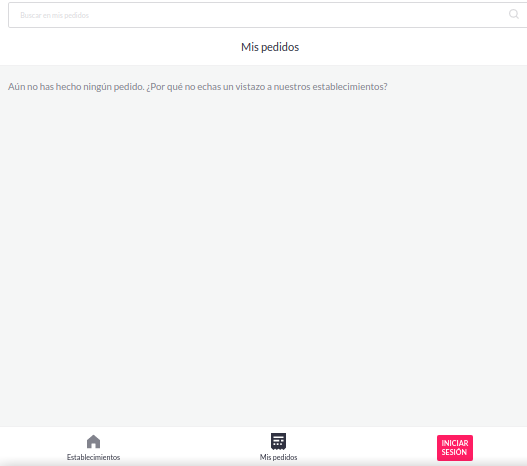 Buscar en mis pedidos
Mis pedidos
Aún no has hecho ningún pedido. ¿Por qué no echas un vistazo a nuestros establecimientos?
Establecimientos
Mis pedidos
INICIAR
SESIÓN